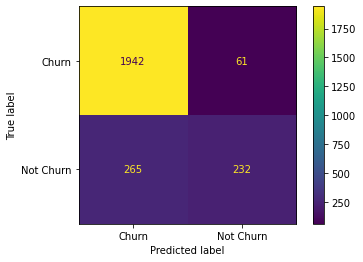 Churn
Not Churn
True label
1942
61
265
232
Churn
Not Churn
Predicted label
1750
1500
1250
1000
750
500
250